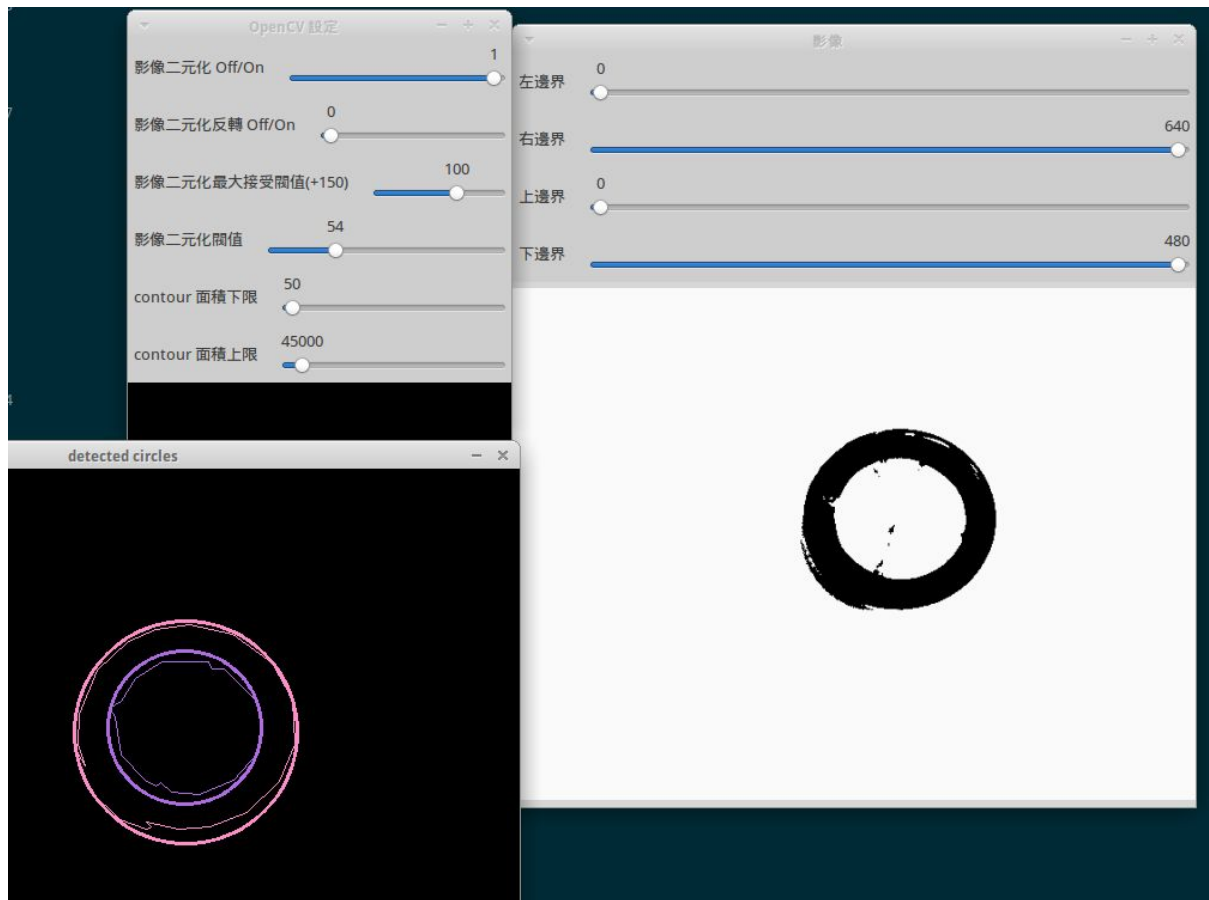 OpenCV 設定
影像二元化 Off/On
1
影像二元化反轉 Off/On
0
影像二元化最大接受閥值(+150)
100
影像二元化閥值
54
contour 面積下限
50
contour 面積上限
45000
影像
左邊界
0
右邊界
640
上邊界
0
下邊界
480
detected circles
7
4